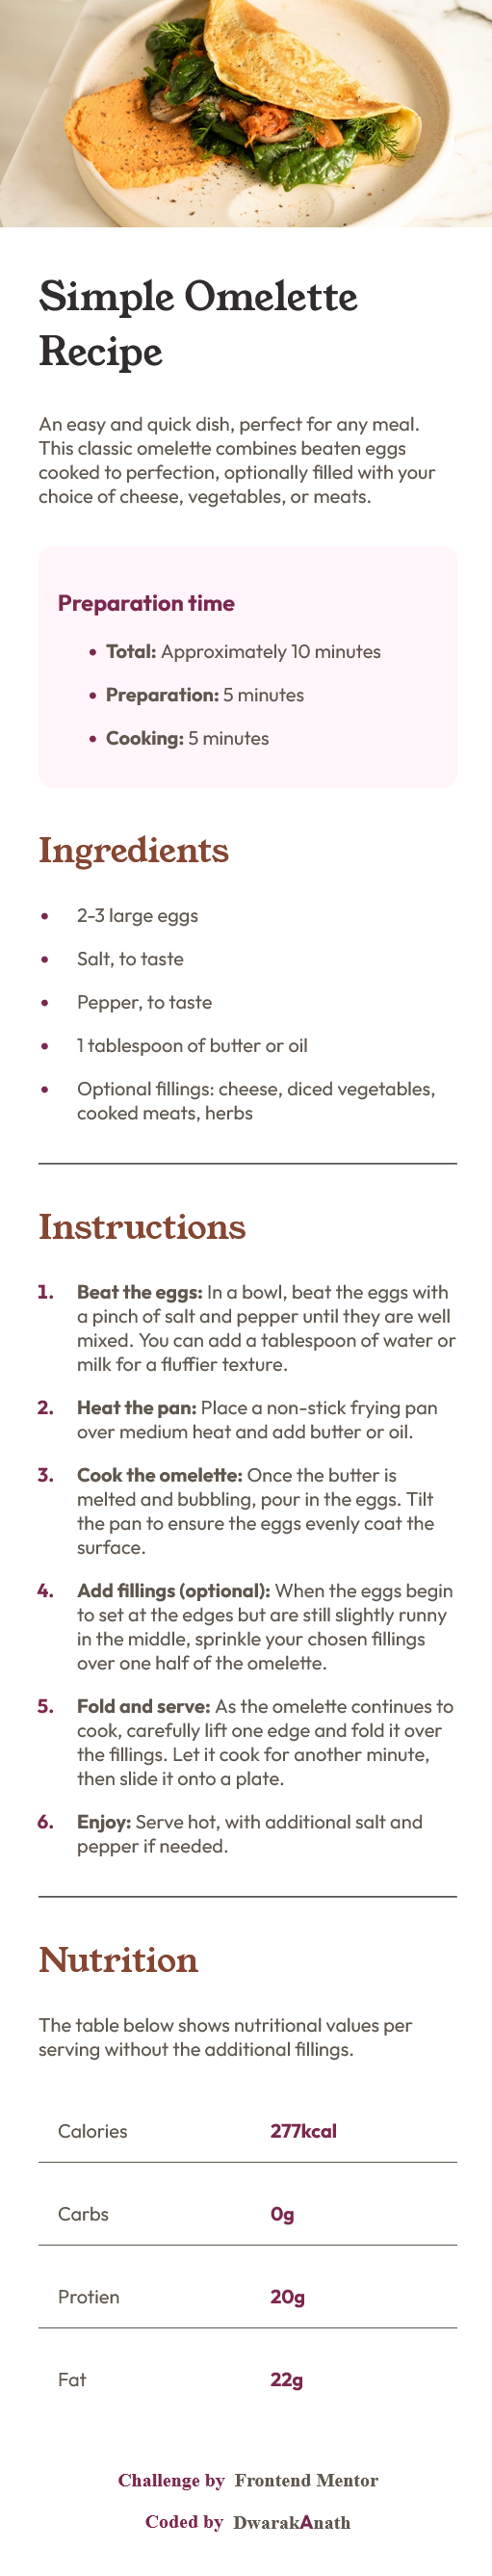 Simple Omelette
Recipe
An easy and quick dish, perfect for any meal.
This classic omelette combines beaten eggs
cooked to perfection, optionally filled with your
choice of cheese, vegetables, or meats.
Preparation time
• Total: Approximately 10 minutes
• Preparation: 5 minutes
• Cooking: 5 minutes
Ingredients
• 2-3 large eggs
• Salt, to taste
• Pepper, to taste
• 1 tablespoon of butter or oil
• Optional fillings: cheese, diced vegetables,
cooked meats, herbs
Instructions
1. Beat the eggs: In a bowl, beat the eggs with
a pinch of salt and pepper until they are well
mixed. You can add a tablespoon of water or
milk for a fluffier texture.
2. Heat the pan: Place a non-stick frying pan
over medium heat and add butter or oil.
3. Cook the omelette: Once the butter is
melted and bubbling, pour in the eggs. Tilt
the pan to ensure the eggs evenly coat the
surface.
4. Add fillings (optional): When the eggs begin
to set at the edges but are still slightly runny
in the middle, sprinkle your chosen fillings
over one half of the omelette.
5. Fold and serve: As the omelette continues to
cook, carefully lift one edge and fold it over
the fillings. Let it cook for another minute,
then slide it onto a plate.
6. Enjoy: Serve hot, with additional salt and
pepper if needed.
Nutrition
The table below shows nutritional values per
serving without the additional fillings.
Calories 277kcal
Carbs 0g
Protien 20g
Fat 22g
Challenge by Frontend Mentor
Coded by DwarakAnath